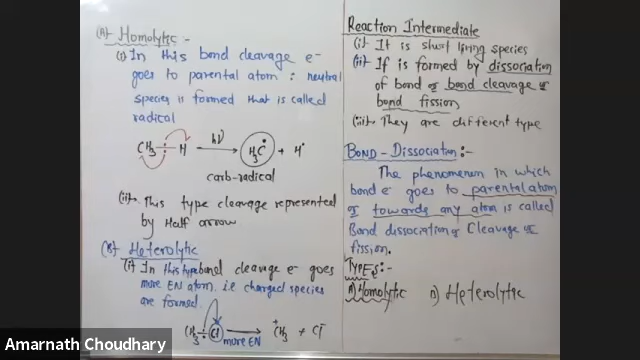 (A) Homolytic :-
(i) In this bond cleavage e-
goes to parental atom ∴ neutral
species is formed that is called
radical
CH3 H hν H3C• + H•
carb-radical
(ii) This type cleavage represented
by Half arrow
(B) Heterolytic
(i) In this type bond cleavage e- goes
more EN atom. i.e charged species
are formed
CH3 Cl more EN +CH3 + Cl-
Reaction Intermediate
(i) It is short living species
(ii) If is formed by dissociation
of bond or bond cleavage or
bond fission
(iii) They are different type
BOND - Dissociation :-
The phenomenon in which
bond e- goes to parental atom
or towards any atom is called
Bond dissociation or Cleavage or
fission.
TypEs:-
Homolytic Heterolytic
Amarnath Choudhary